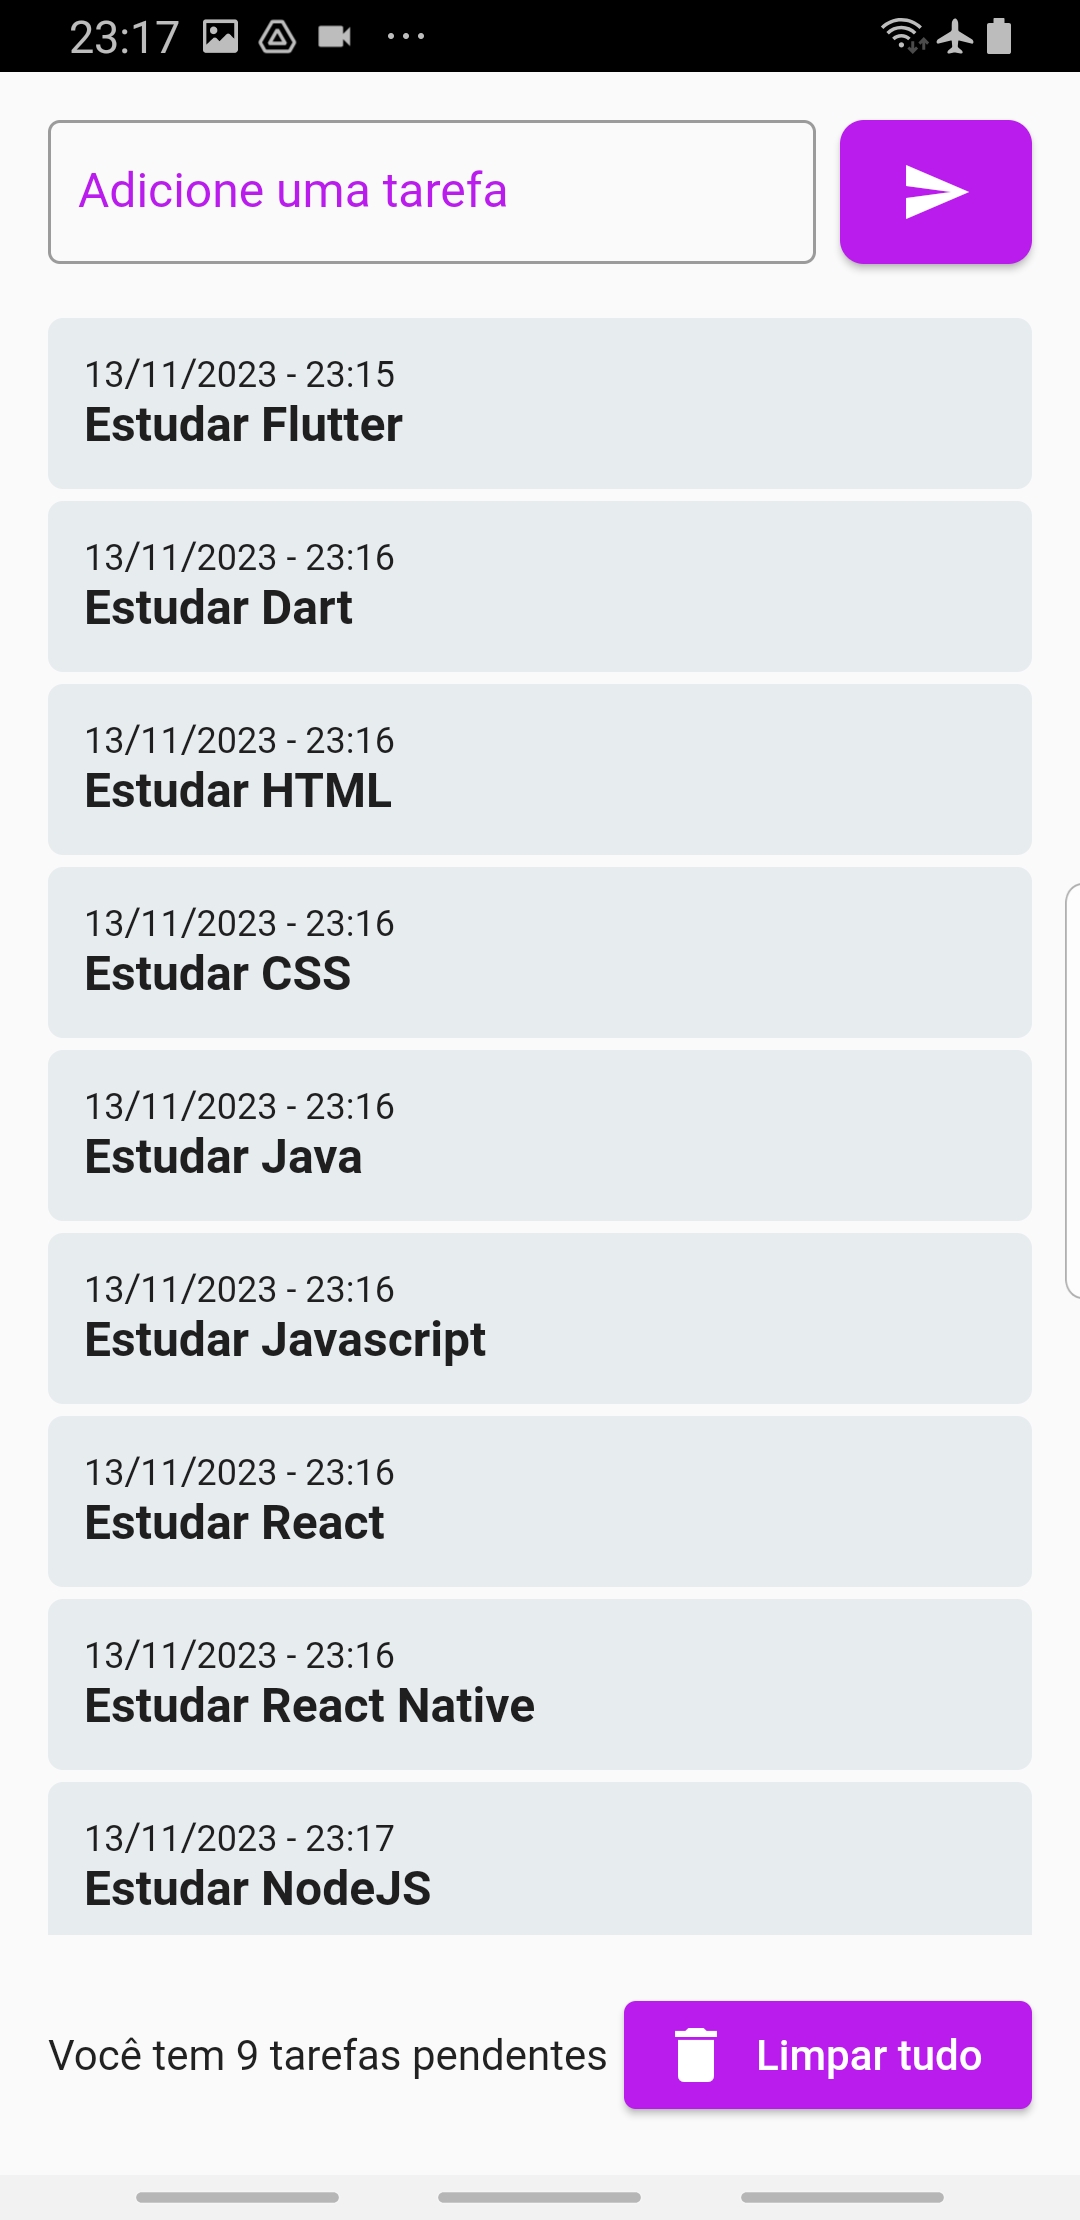 23:17
Adicione uma tarefa
13/11/2023 - 23:15
Estudar Flutter
13/11/2023 - 23:16
Estudar Dart
13/11/2023 - 23:16
Estudar HTML
13/11/2023 - 23:16
Estudar CSS
13/11/2023 - 23:16
Estudar Java
13/11/2023 - 23:16
Estudar Javascript
13/11/2023 - 23:16
Estudar React
13/11/2023 - 23:16
Estudar React Native
13/11/2023 - 23:17
Estudar NodeJS
Você tem 9 tarefas pendentes
Limpar tudo